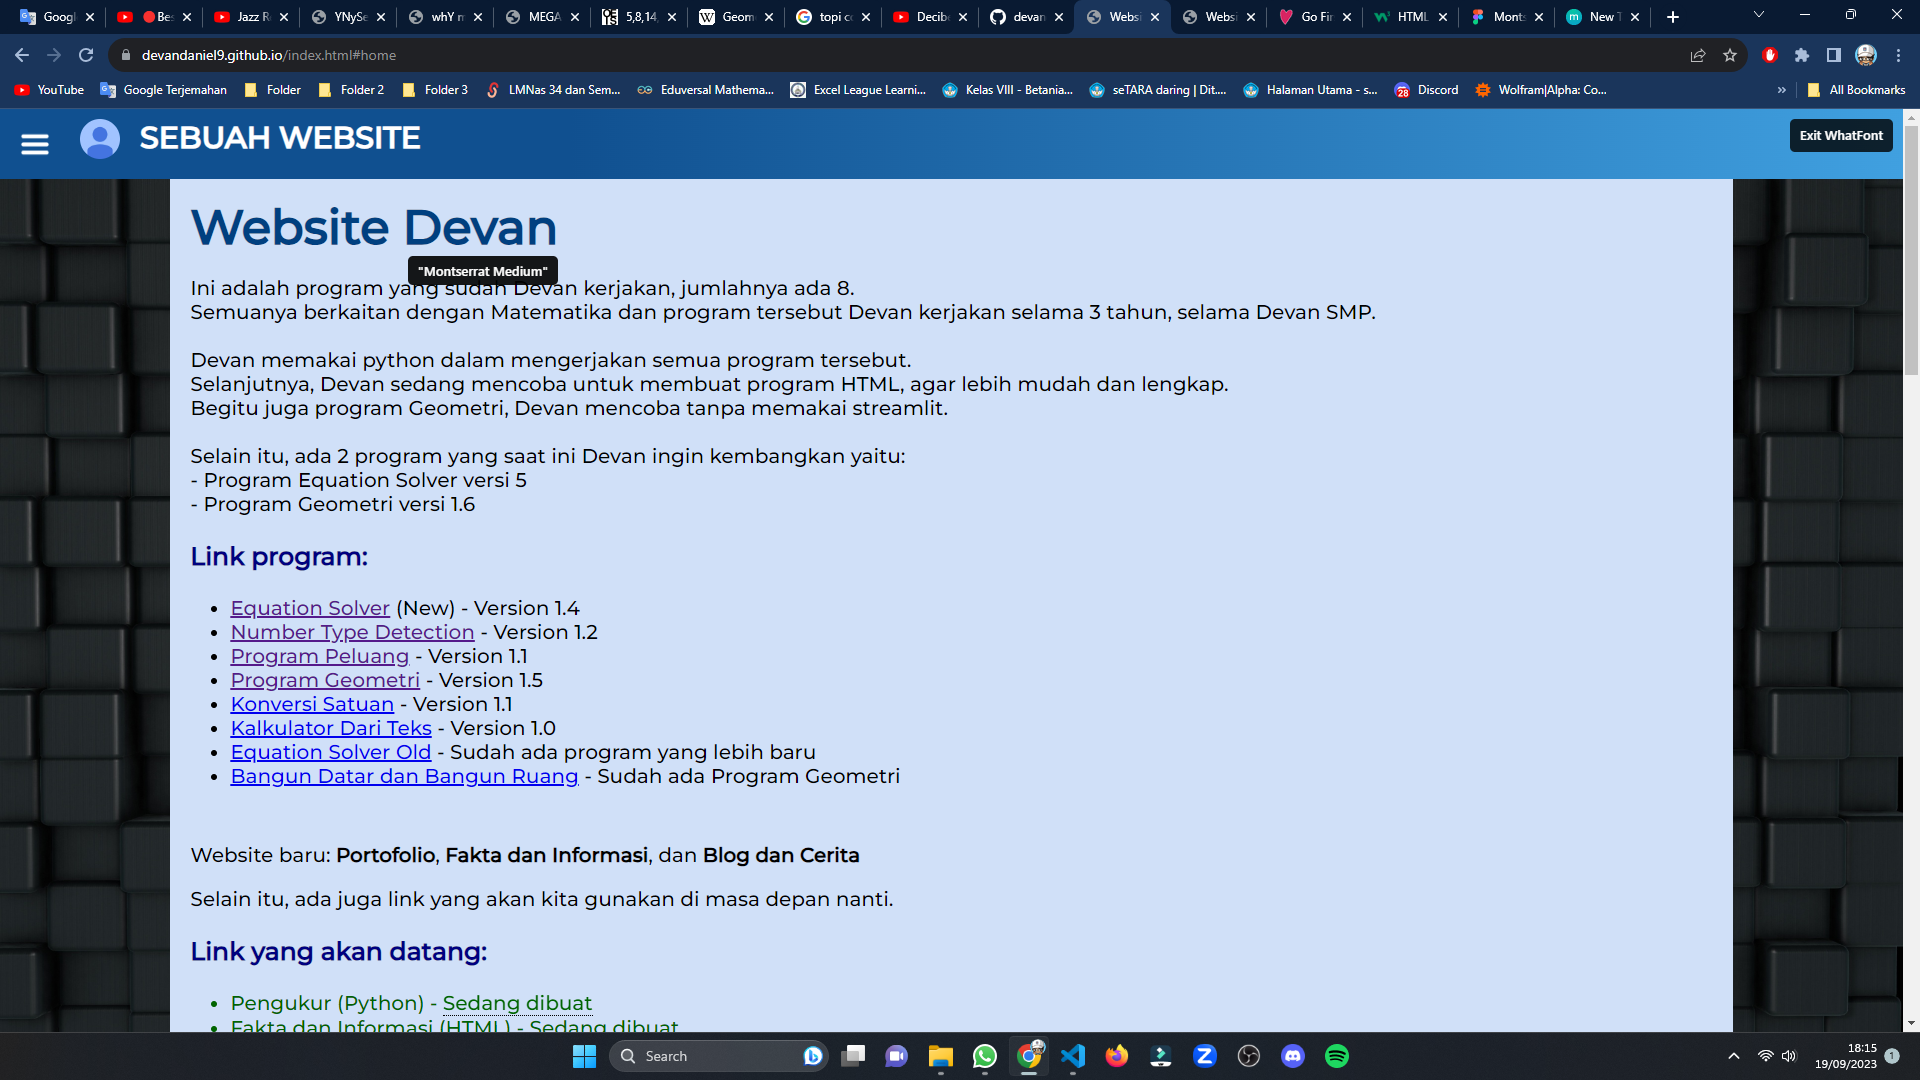 Googl
Bes
Jazz R
YNySe
whY m
MEGA
5,8,14,
Geom
topi c
Decib
devan
Websi
Websi
Go Fir
HTML
Monts
New T
devandaniel9.github.io/index.html#home
YouTube
Google Terjemahan
Folder
Folder 2
Folder 3
LMNas 34 dan Sem...
Eduversal Mathema...
Excel League Learni...
Kelas VIII - Betania...
seTARA daring | Dit....
Halaman Utama - s...
28
Discord
Wolfram|Alpha: Co...
»
All Bookmarks
SEBUAH WEBSITE
Exit WhatFont
Website Devan
"Montserrat Medium"
Ini adalah program yang sudah Devan kerjakan, jumlahnya ada 8.
Semuanya berkaitan dengan Matematika dan program tersebut Devan kerjakan selama 3 tahun, selama Devan SMP.
Devan memakai python dalam mengerjakan semua program tersebut.
Selanjutnya, Devan sedang mencoba untuk membuat program HTML, agar lebih mudah dan lengkap.
Begitu juga program Geometri, Devan mencoba tanpa memakai streamlit.
Selain itu, ada 2 program yang saat ini Devan ingin kembangkan yaitu:
- Program Equation Solver versi 5
- Program Geometri versi 1.6
Link program:
• Equation Solver (New) - Version 1.4
• Number Type Detection - Version 1.2
• Program Peluang - Version 1.1
• Program Geometri - Version 1.5
• Konversi Satuan - Version 1.1
• Kalkulator Dari Teks - Version 1.0
• Equation Solver Old - Sudah ada program yang lebih baru
• Bangun Datar dan Bangun Ruang - Sudah ada Program Geometri
Website baru: Portofolio, Fakta dan Informasi, dan Blog dan Cerita
Selain itu, ada juga link yang akan kita gunakan di masa depan nanti.
Link yang akan datang:
• Pengukur (Python) - Sedang dibuat
• Fakta dan Informasi (HTML) - Sedang dibuat
Search
18:15
19/09/2023
1